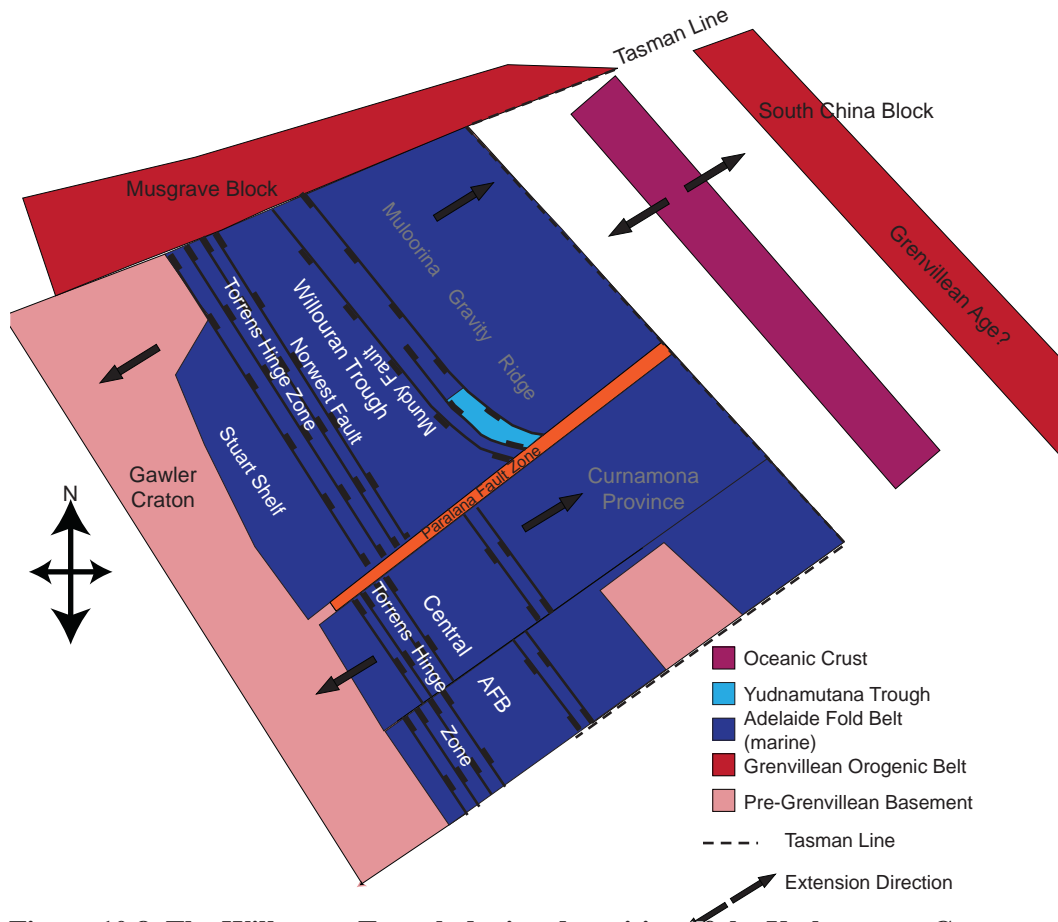 Tasman Line
South China Block
Musgrave Block
Muloorina
Gravity
Ridge
Grenvillean Age?
Torrens Hinge Zone
Willouran Trough
Norwest Fault
Mundy Fault
Stuart Shelf
Gawler
Craton
N
Paralana Fault Zone
Curnamona
Province
Torrens Hinge
Zone
Central
AFB
Oceanic Crust
Yudnamutana Trough
Adelaide Fold Belt
(marine)
Grenvillean Orogenic Belt
Pre-Grenvillean Basement
Tasman Line
Extension Direction